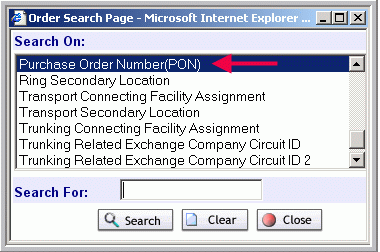 Order Search Page - Microsoft Internet Explorer ...
Search On:
Purchase Order Number(PON)
Ring Secondary Location
Transport Connecting Facility Assignment
Transport Secondary Location
Trunking Connecting Facility Assignment
Trunking Related Exchange Company Circuit ID
Trunking Related Exchange Company Circuit ID 2
Search For:
Search Clear Close